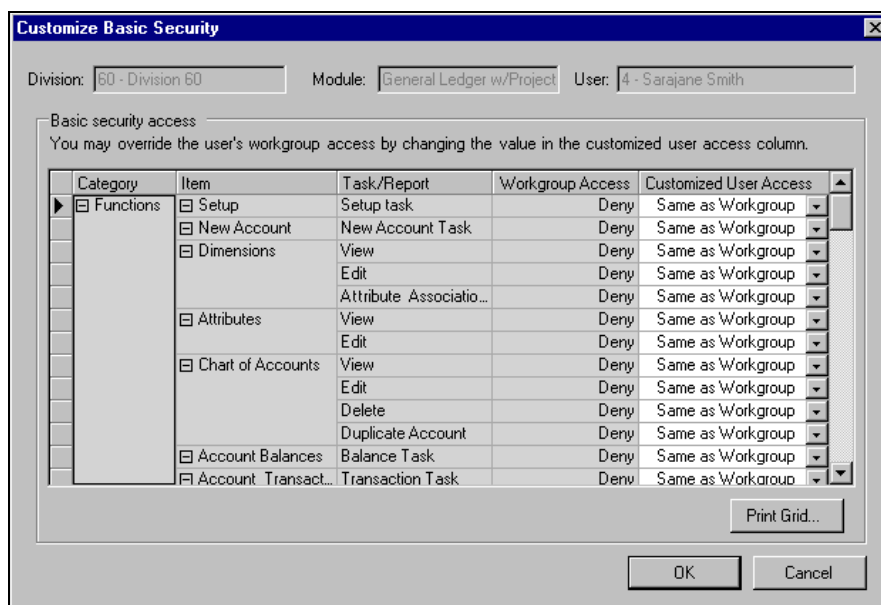 Customize Basic Security
Division: 60 - Division 60 Module: General Ledger w/Project User: 4 - Sarajane Smith
Basic security access
You may override the user's workgroup access by changing the value in the customized user access column.
Category Item Task/Report Workgroup Access Customized User Access
Functions Setup Setup task Deny Same as Workgroup
New Account New Account Task Deny Same as Workgroup
Dimensions View Deny Same as Workgroup
Edit Deny Same as Workgroup
Attribute Associatio... Deny Same as Workgroup
Attributes View Deny Same as Workgroup
Edit Deny Same as Workgroup
Chart of Accounts View Deny Same as Workgroup
Edit Deny Same as Workgroup
Delete Deny Same as Workgroup
Duplicate Account Deny Same as Workgroup
Account Balances Balance Task Deny Same as Workgroup
Account Transact... Transaction Task Deny Same as Workgroup
Print Grid...
OK Cancel